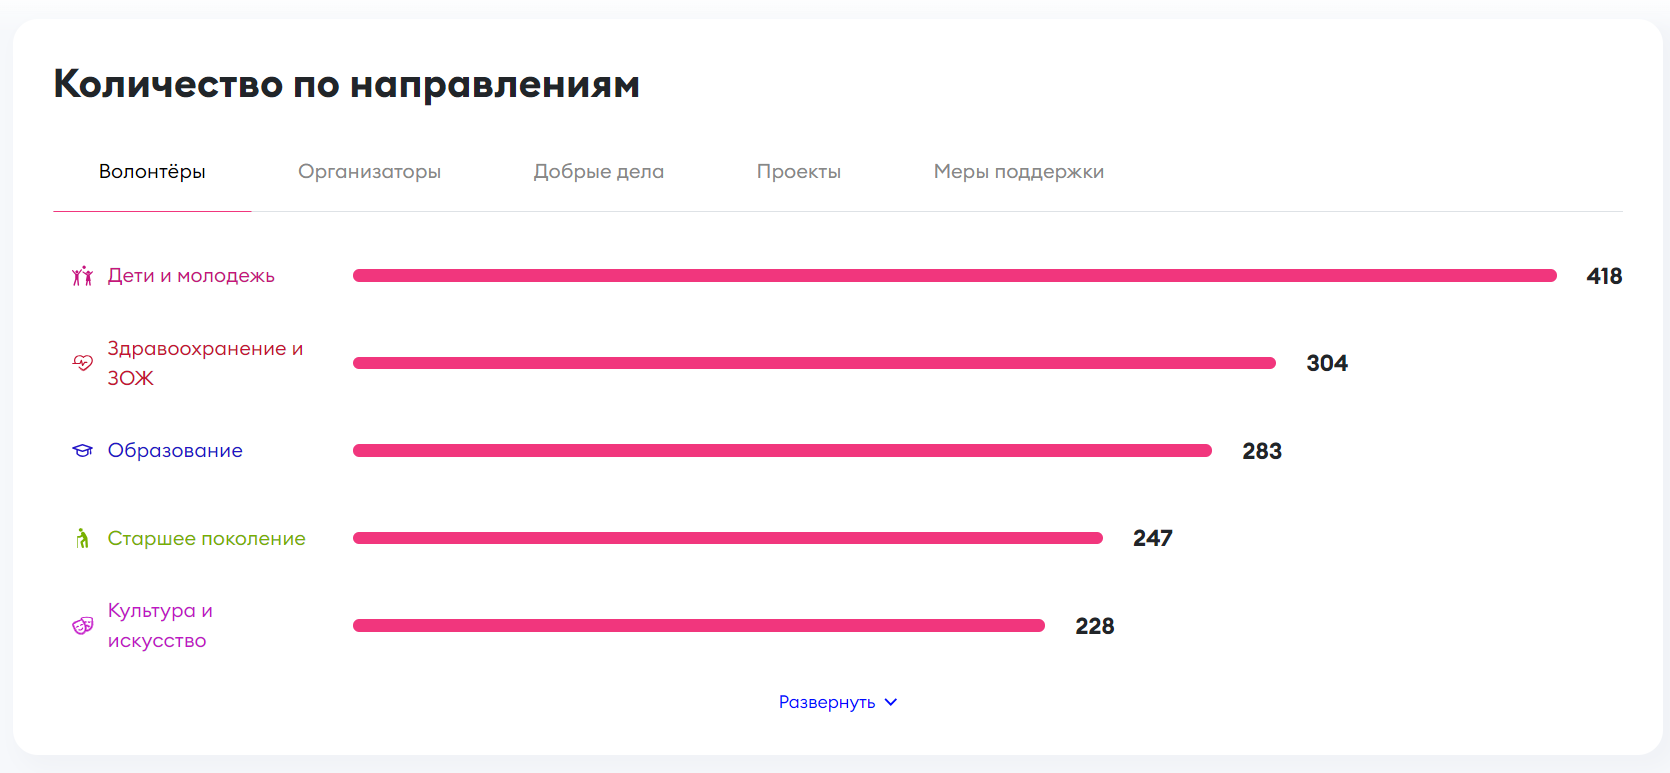 Количество по направлениям
Волонтёры Организаторы Добрые дела Проекты Меры поддержки
Дети и молодежь 418
Здравоохранение и
ЗОЖ 304
Образование 283
Старшее поколение 247
Культура и
искусство 228
Развернуть